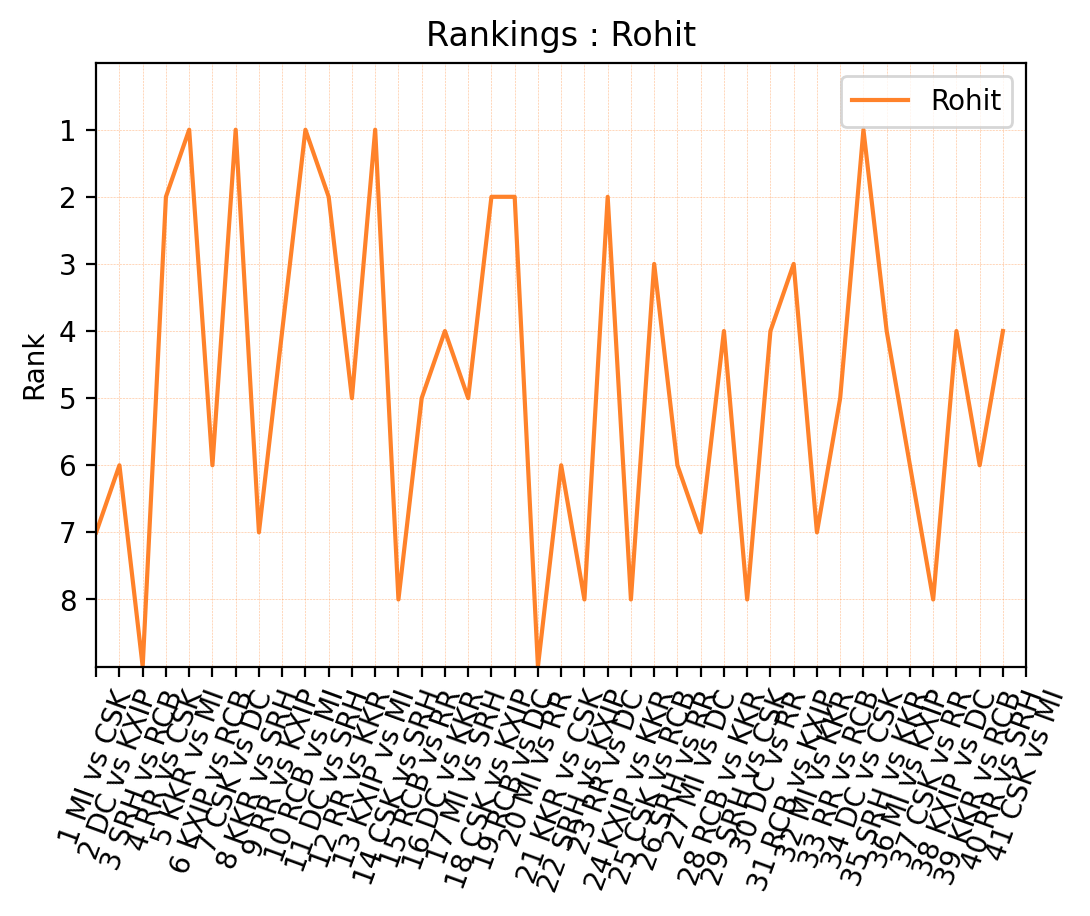 Rankings : Rohit
Rohit
Rank
1
2
3
4
5
6
7
8
1 MI vs CSK
2 DC vs KXIP
3 SRH vs RCB
4 RR vs CSK
5 KKR vs MI
6 KXIP vs RCB
7 CSK vs DC
8 KKR vs SRH
9 RR vs KXIP
10 RCB vs MI
11 DC vs SRH
12 RR vs KKR
13 KXIP vs MI
14 CSK vs SRH
15 RCB vs RR
16 DC vs KKR
17 MI vs SRH
18 CSK vs KXIP
19 RCB vs DC
20 MI vs RR
21 KKR vs CSK
22 SRH vs KXIP
23 RR vs DC
24 KXIP vs KKR
25 CSK vs RCB
26 SRH vs RR
27 MI vs DC
28 RCB vs KKR
29 SRH vs CSK
30 DC vs RR
31 RCB vs KXIP
32 MI vs KKR
33 RR vs RCB
34 DC vs CSK
35 SRH vs KKR
36 MI vs KXIP
37 CSK vs RR
38 KXIP vs DC
39 KKR vs RCB
40 RR vs SRH
41 CSK vs MI